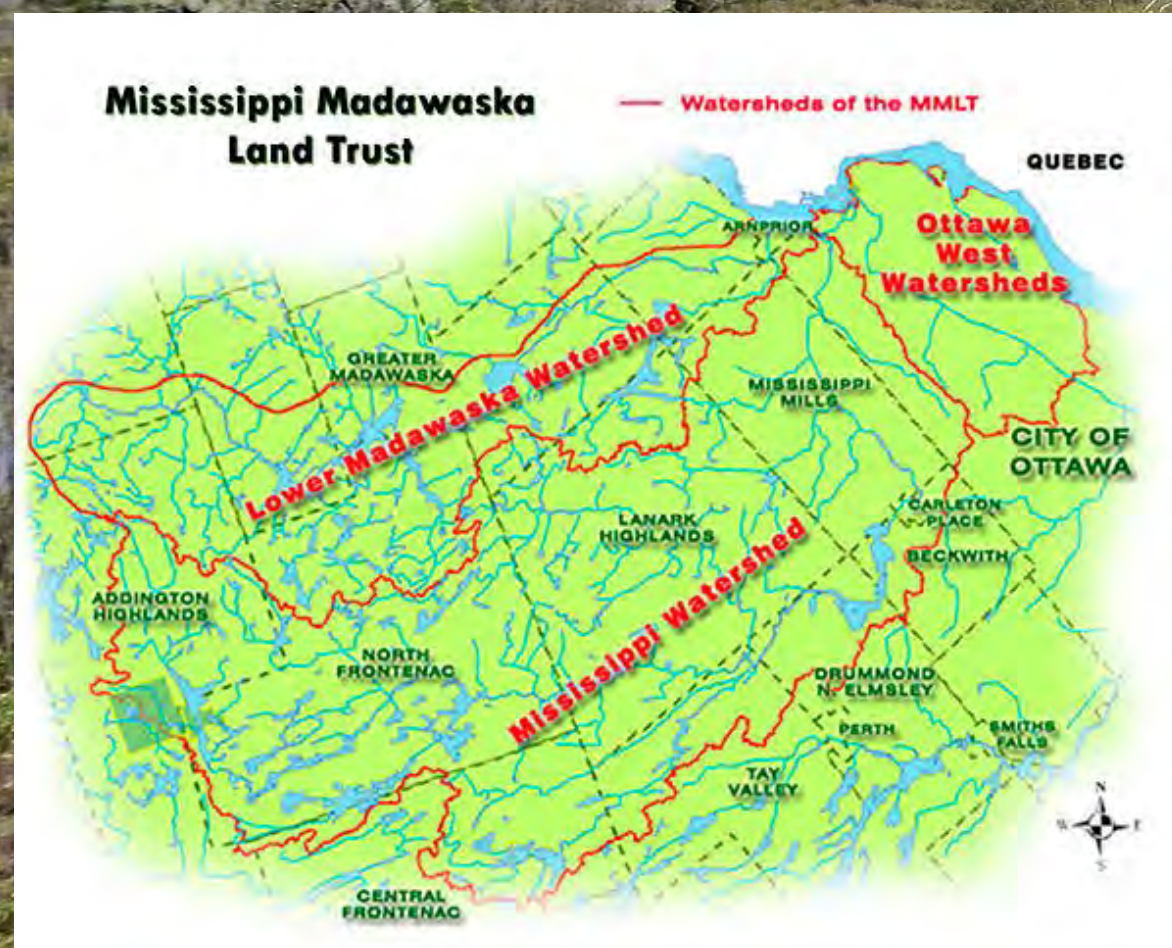 Mississippi Madawaska
Land Trust
Watersheds of the MMLT
QUEBEC
ARNPRIOR
Ottawa
West
Watersheds
GREATER
MADAWASKA
Lower Madawaska Watershed
MISSISSIPPI
MILLS
CITY OF
OTTAWA
CARLETON
PLACE
LANARK
HIGHLANDS
BECKWITH
ADDINGTON
HIGHLANDS
Mississippi Watershed
NORTH
FRONTENAC
DRUMMOND
N. ELMSLEY
PERTH
SMITHS
FALLS
TAY
VALLEY
N
W
E
S
CENTRAL
FRONTENAC